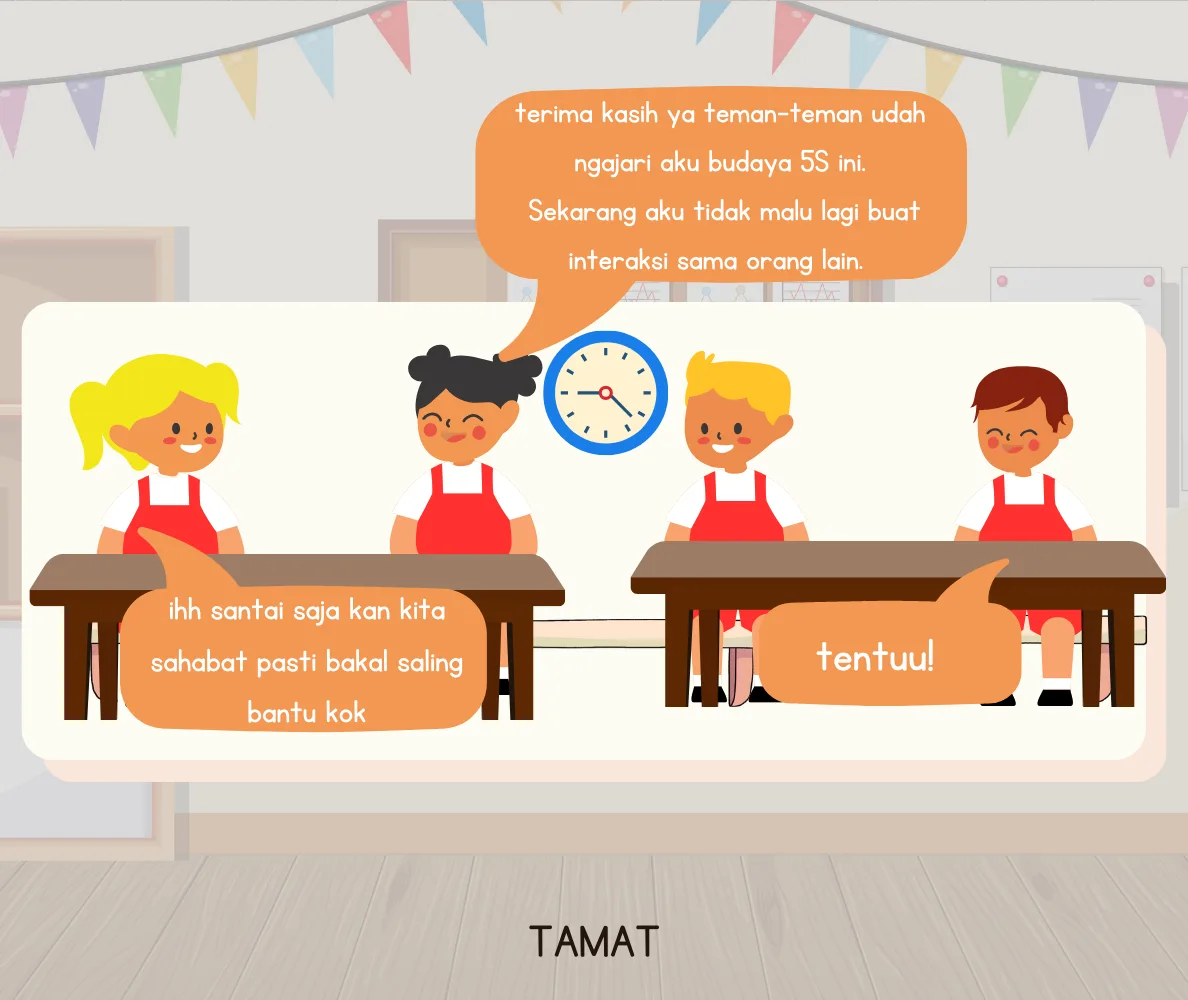 terima kasih ya teman-teman udah
ngajari aku budaya 5S ini.
Sekarang aku tidak malu lagi buat
interaksi sama orang lain.
ihh santai saja kan kita
sahabat pasti bakal saling
bantu kok
tentuu!
TAMAT